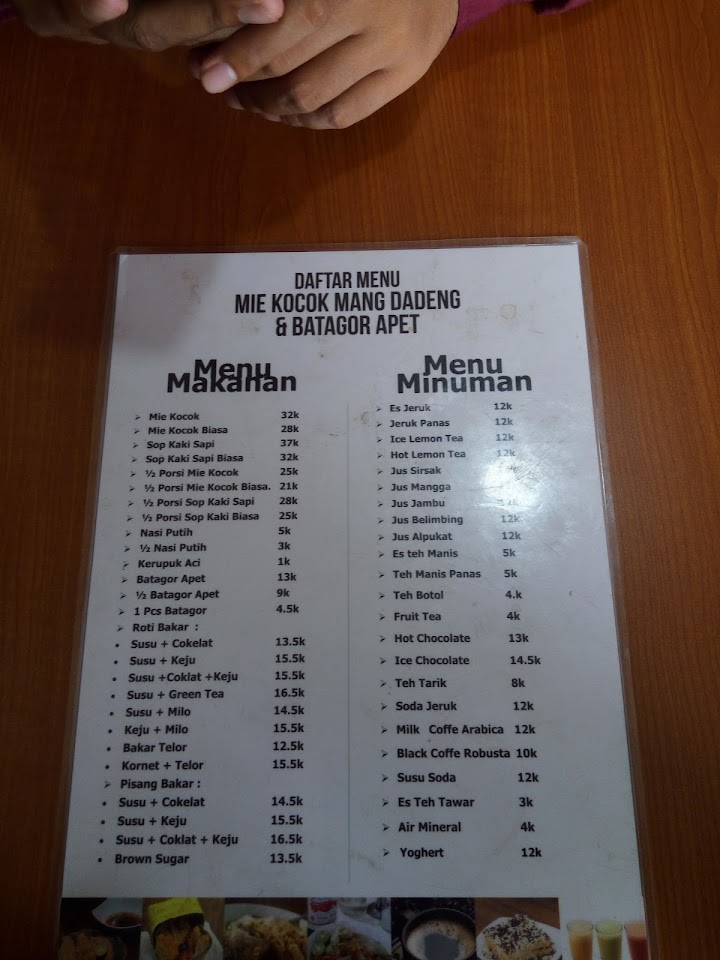 DAFTAR MENU
MIE KOCOK MANG DADENG
& BATAGOR APET
Menu
Makanan
Mie Kocok 32k
Mie Kocok Biasa 28k
Sop Kaki Sapi 37k
Sop Kaki Sapi Biasa 32k
½ Porsi Mie Kocok 25k
½ Porsi Mie Kocok Biasa. 21k
½ Porsi Sop Kaki Sapi 28k
½ Porsi Sop Kaki Biasa 25k
Nasi Putih 5k
½ Nasi Putih 3k
Kerupuk Aci 1k
Batagor Apet 13k
½ Batagor Apet 9k
1 Pcs Batagor 4.5k
Roti Bakar :
Susu + Cokelat 13.5k
Susu + Keju 15.5k
Susu +Coklat +Keju 15.5k
Susu + Green Tea 16.5k
Susu + Milo 14.5k
Keju + Milo 15.5k
Bakar Telor 12.5k
Kornet + Telor 15.5k
Pisang Bakar :
Susu + Cokelat 14.5k
Susu + Keju 15.5k
Susu + Coklat + Keju 16.5k
Brown Sugar 13.5k
Menu
Minuman
Es Jeruk 12k
Jeruk Panas 12k
Ice Lemon Tea 12k
Hot Lemon Tea 12k
Jus Sirsak
Jus Mangga
Jus Jambu
Jus Belimbing 12k
Jus Alpukat 12k
Es teh Manis 5k
Teh Manis Panas 5k
Teh Botol 4.k
Fruit Tea 4k
Hot Chocolate 13k
Ice Chocolate 14.5k
Teh Tarik 8k
Soda Jeruk 12k
Milk Coffe Arabica 12k
Black Coffe Robusta 10k
Susu Soda 12k
Es Teh Tawar 3k
Air Mineral 4k
Yoghert 12k